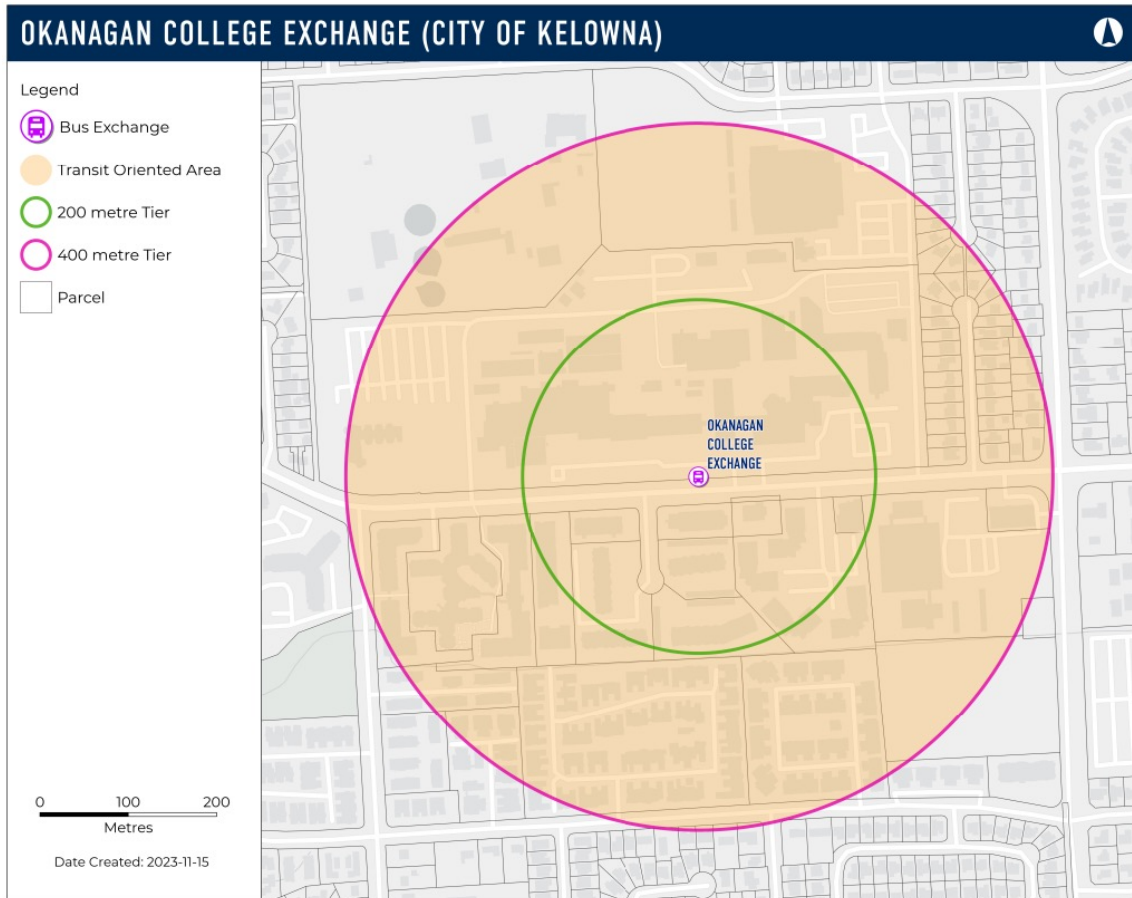 OKANAGAN COLLEGE EXCHANGE (CITY OF KELOWNA)
Legend
Bus Exchange
Transit Oriented Area
200 metre Tier
400 metre Tier
Parcel
OKANAGAN
COLLEGE
EXCHANGE
0 100 200
Metres
Date Created: 2023-11-15